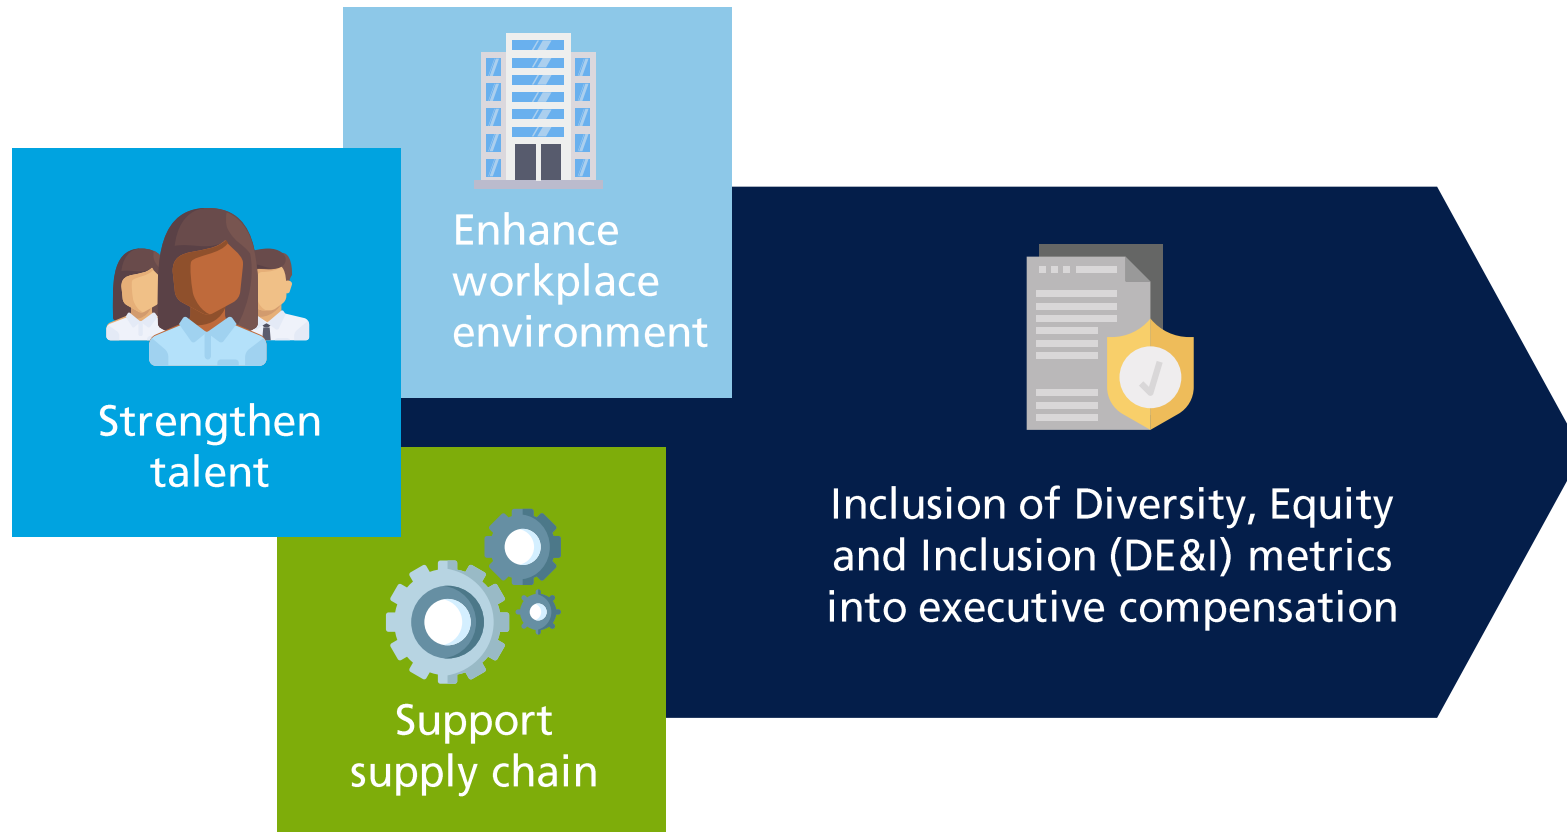 Enhance
workplace
environment
Strengthen
talent
Support
supply chain
Inclusion of Diversity, Equity
and Inclusion (DE&I) metrics
into executive compensation